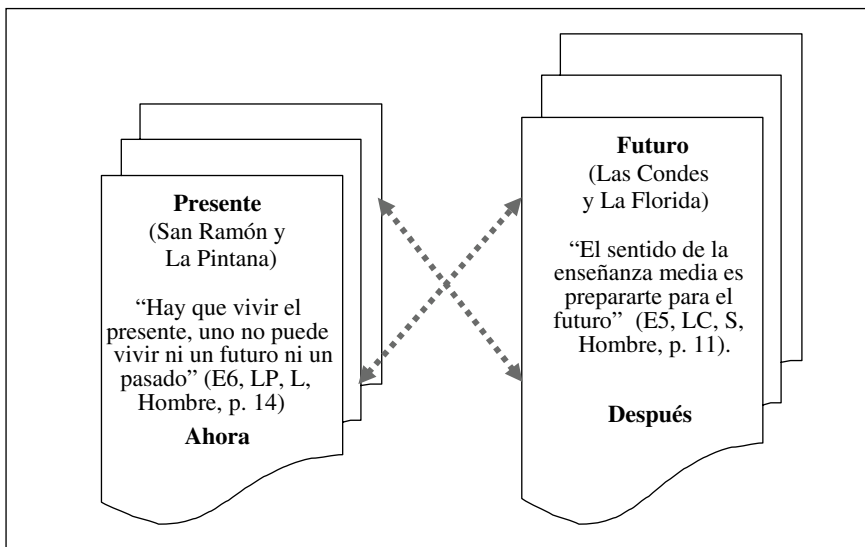 Presente
(San Ramón y
La Pintana)
“Hay que vivir el
presente, uno no puede
vivir ni un futuro ni un
pasado” (E6, LP, L,
Hombre, p. 14)
Ahora
Futuro
(Las Condes
y La Florida)
“El sentido de la
enseñanza media es
prepararte para el
futuro” (E5, LC, S,
Hombre, p. 11).
Después